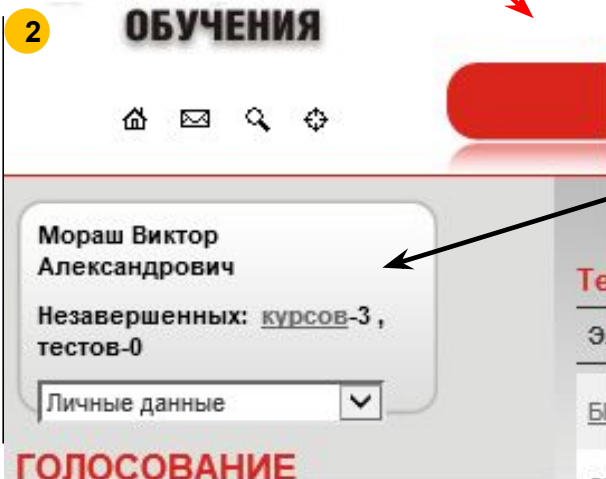 2
ОБУЧЕНИЯ
Мораш Виктор
Александрович
Незавершенных: курсов-3 ,
тестов-0
Личные данные
ГОЛОСОВАНИЕ